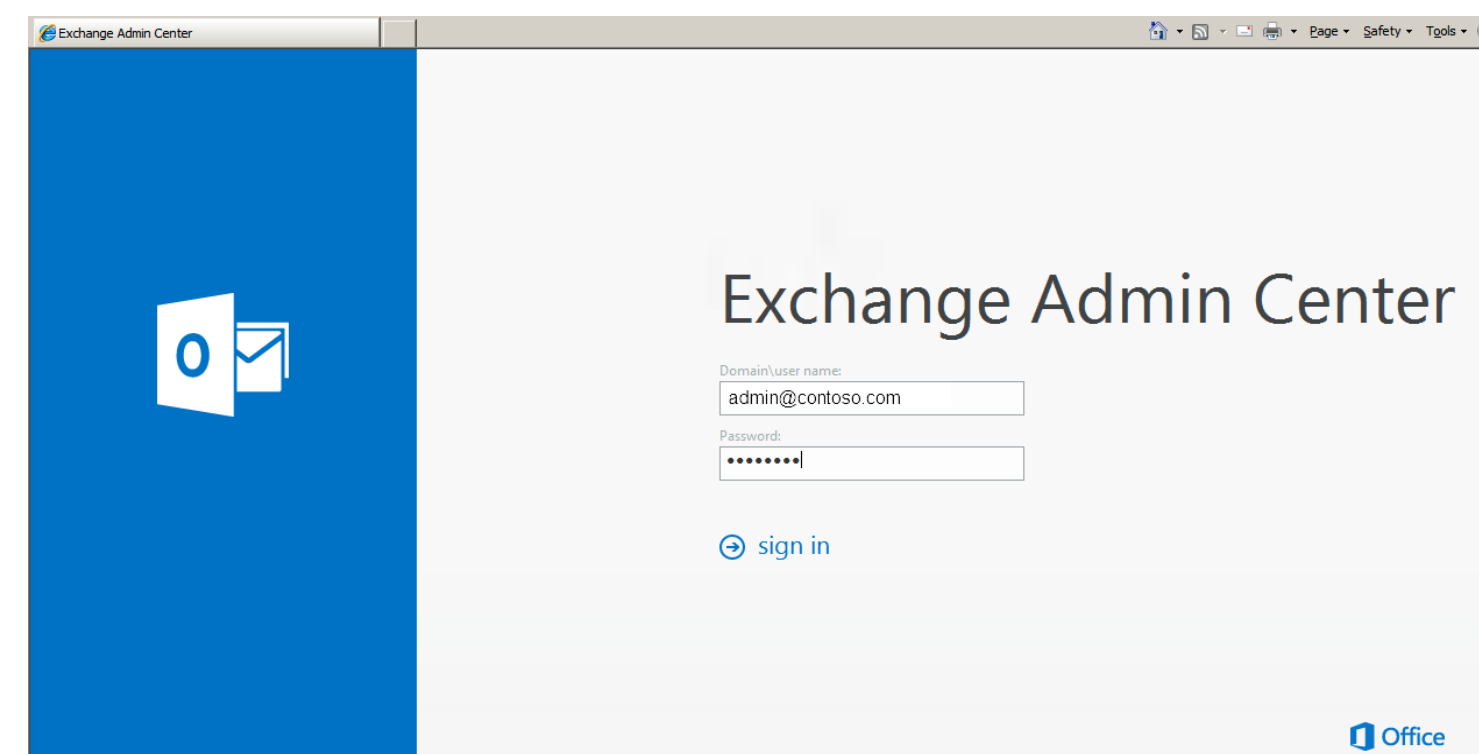 Exchange Admin Center
Page Safety Tools
Exchange Admin Center
Domain\user name:
admin@contoso.com
Password:
••••••••
sign in
Office